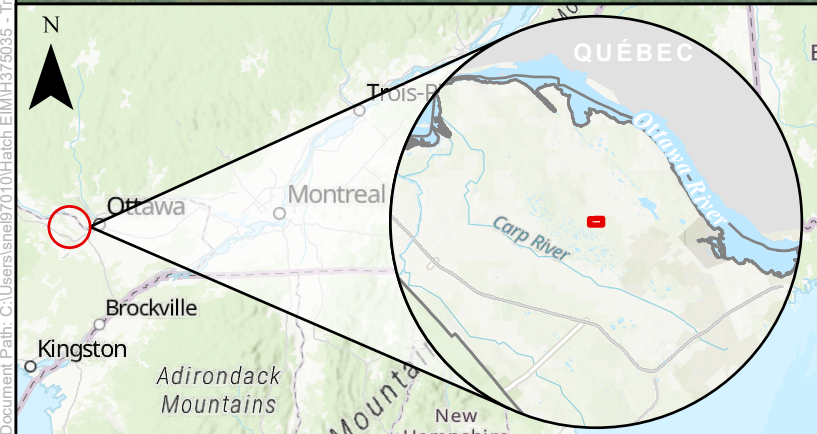 N
QUÉBEC
Trois-R
Ottawa River
Ottawa
Montreal
Carp River
Brockville
Kingston
Adirondack
Mountains
Mountain
New
Document Path: C:\Users\snel97010\Hatch EIM\H375035 - Tr